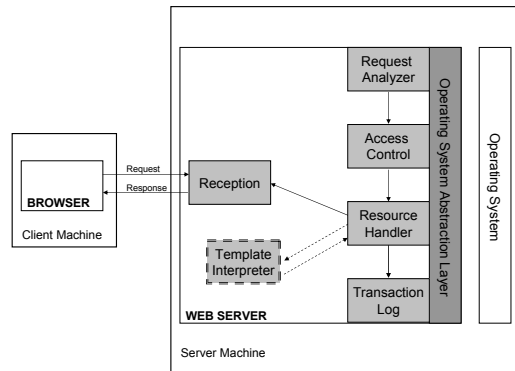 Request
Analyzer
Access
Control
Request
Response
Reception
BROWSER
Client Machine
Resource
Handler
Template
Interpreter
Transaction
Log
WEB SERVER
Operating System Abstraction Layer
Operating System
Server Machine